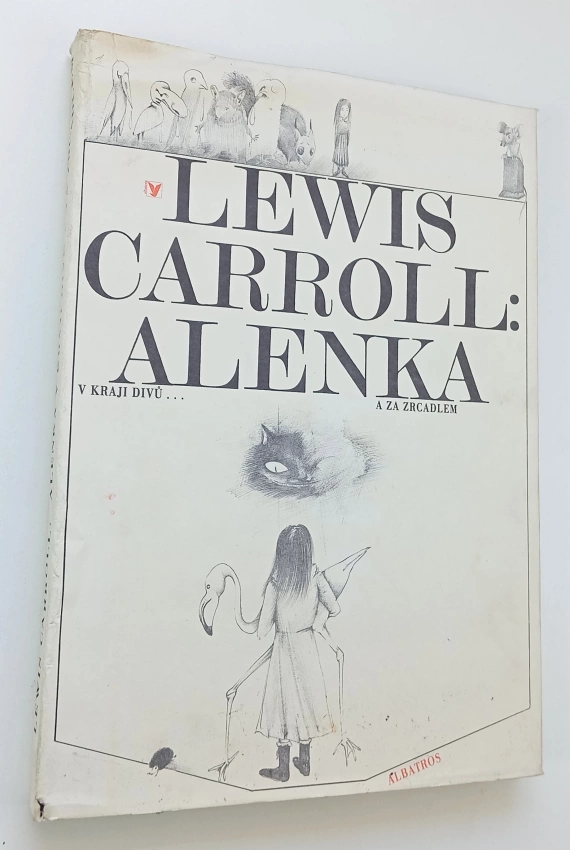 LEWIS
CARROLL:
ALENKA
V KRAJI DIVŮ . . .
A ZA ZRCADLEM
ALBATROS